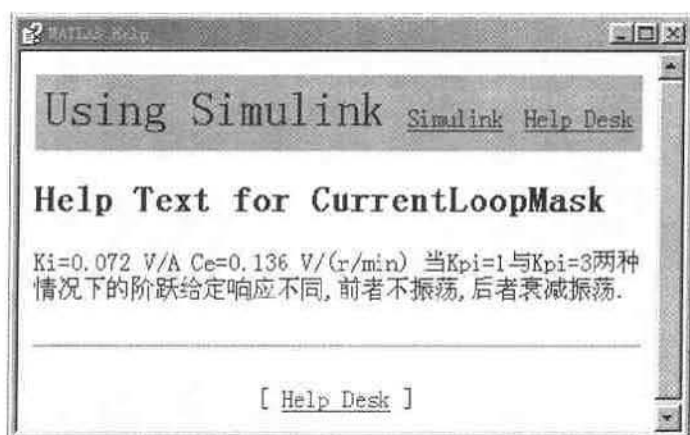 MATLAB Help
Using Simulink Simulink Help Desk
Help Text for CurrentLoopMask
Ki=0.072 V/A Ce=0.136 V/(r/min) 当Kpi=1与Kpi=3两种
情况下的阶跃给定响应不同,前者不振荡,后者衰减振荡.
[ Help Desk ]